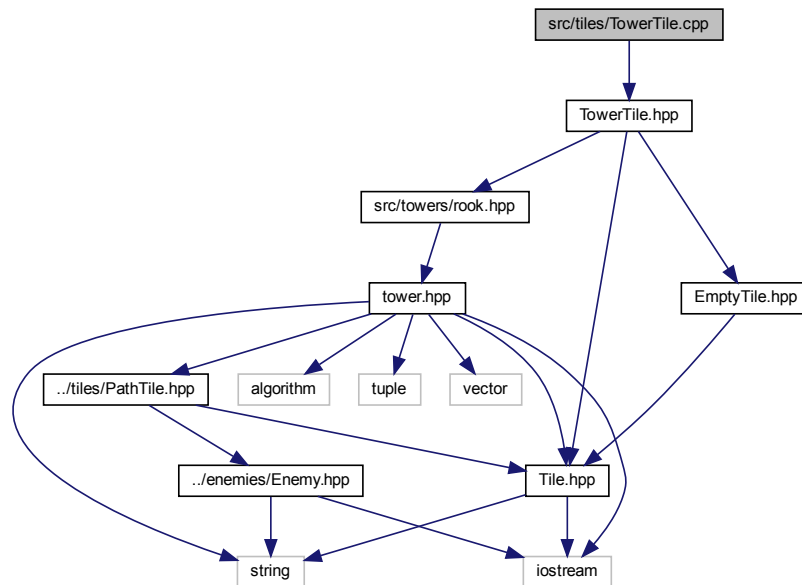 src/tiles/TowerTile.cpp
TowerTile.hpp
src/towers/rook.hpp
tower.hpp
EmptyTile.hpp
../tiles/PathTile.hpp
algorithm
tuple
vector
../enemies/Enemy.hpp
Tile.hpp
string
iostream